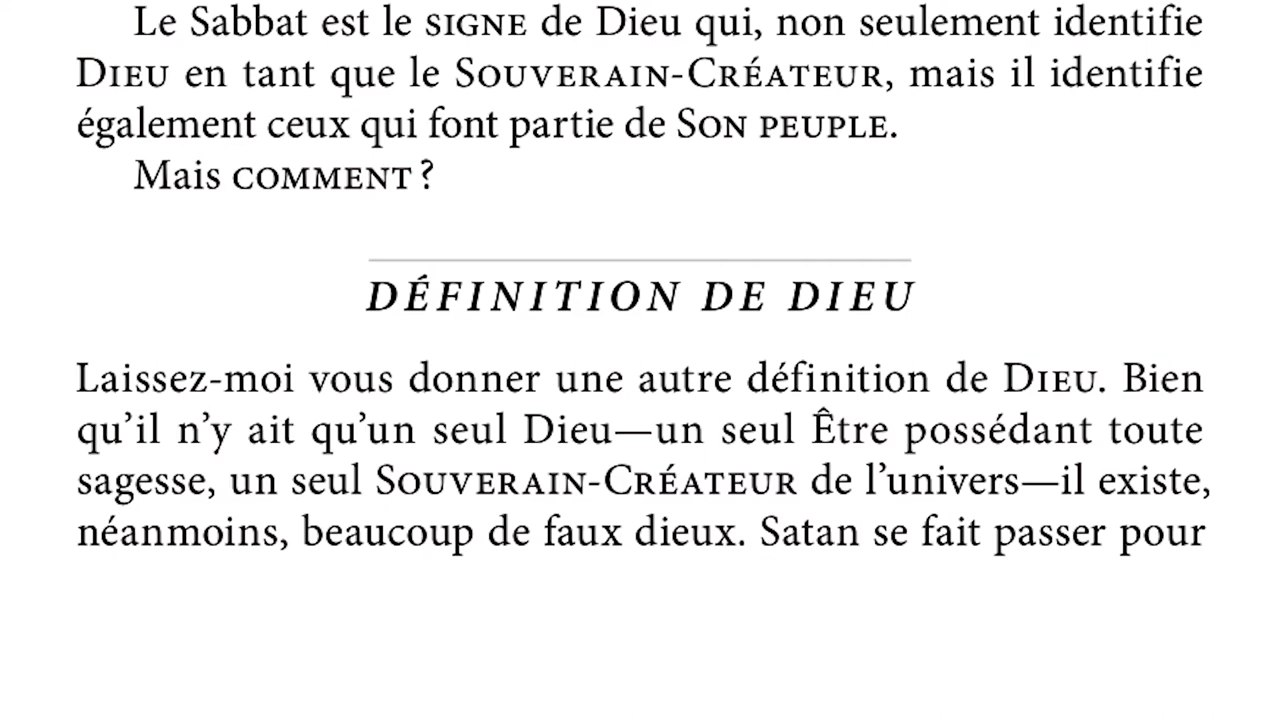 Le Sabbat est le SIGNE de Dieu qui, non seulement identifie
DIEU en tant que le SOUVERAIN-CRÉATEUR, mais il identifie
également ceux qui font partie de SON PEUPLE.
Mais COMMENT ?
DÉFINITION DE DIEU
Laissez-moi vous donner une autre définition de DIEU. Bien
qu’il n’y ait qu’un seul Dieu—un seul Être possédant toute
sagesse, un seul SOUVERAIN-CRÉATEUR de l’univers—il existe,
néanmoins, beaucoup de faux dieux. Satan se fait passer pour